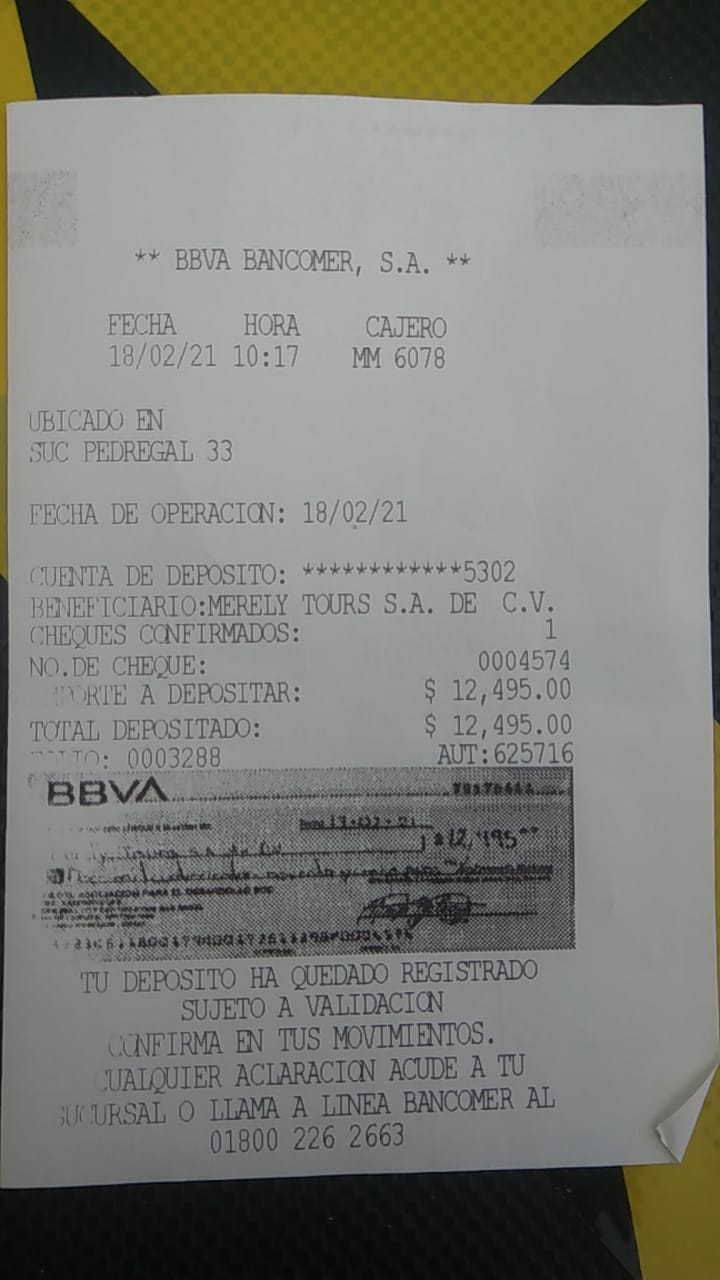 ** BBVA BANCOMER, S.A. **
FECHA HORA CAJERO
18/02/21 10:17 MM 6078
UBICADO EN
SUC PEDREGAL 33
FECHA DE OPERACION: 18/02/21
CUENTA DE DEPOSITO: ************5302
BENEFICIARIO:MERELY TOURS S.A. DE C.V.
CHEQUES CONFIRMADOS: 1
NO.DE CHEQUE: 0004574
A DEPOSITAR: $ 12,495.00
TOTAL DEPOSITADO: $ 12,495.00
0003288 AUT:625716
BBVA
12,495
TU DEPOSITO HA QUEDADO REGISTRADO
SUJETO A VALIDACION
CONFIRMA EN TUS MOVIMIENTOS.
CUALQUIER ACLARACION ACUDE A TU
SUCURSAL O LLAMA A LINEA BANCOMER AL
01800 226 2663